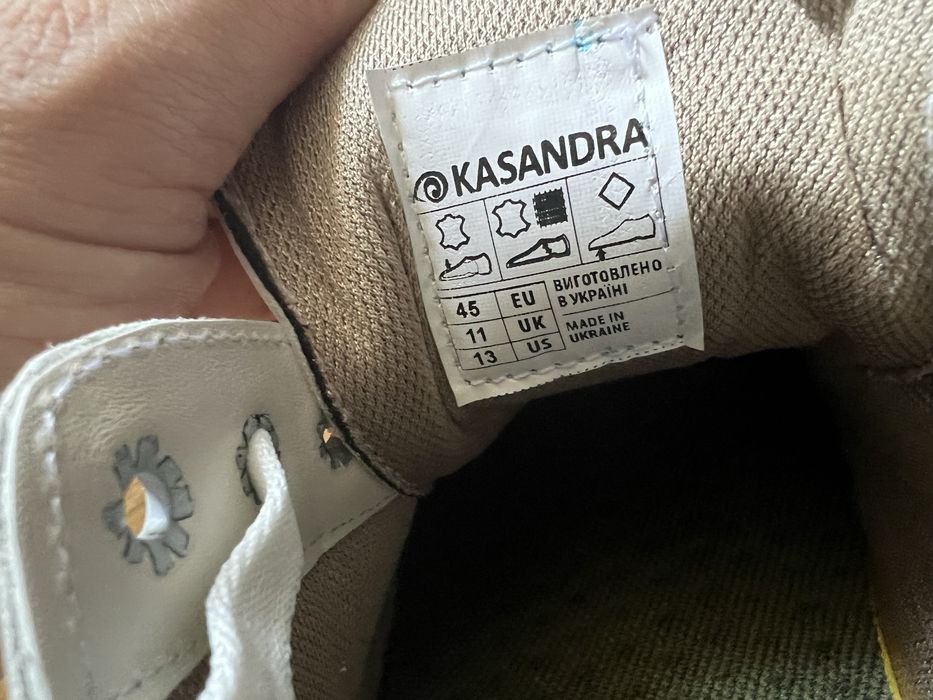 KASANDRA
45 EU
11 UK
13 US
ВИГОТОВЛЕНО
В УКРАЇНІ
MADE IN
UKRAINE